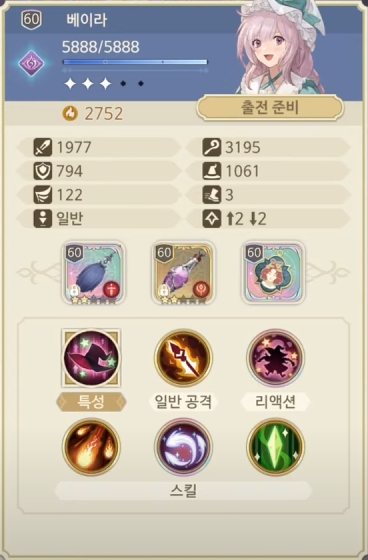 60 베이라
5888/5888
2752 출전 준비
1977 3195
794 1061
122 3
일반 ↑2 ↓2
60 60 60
특성 일반 공격 리액션
스킬